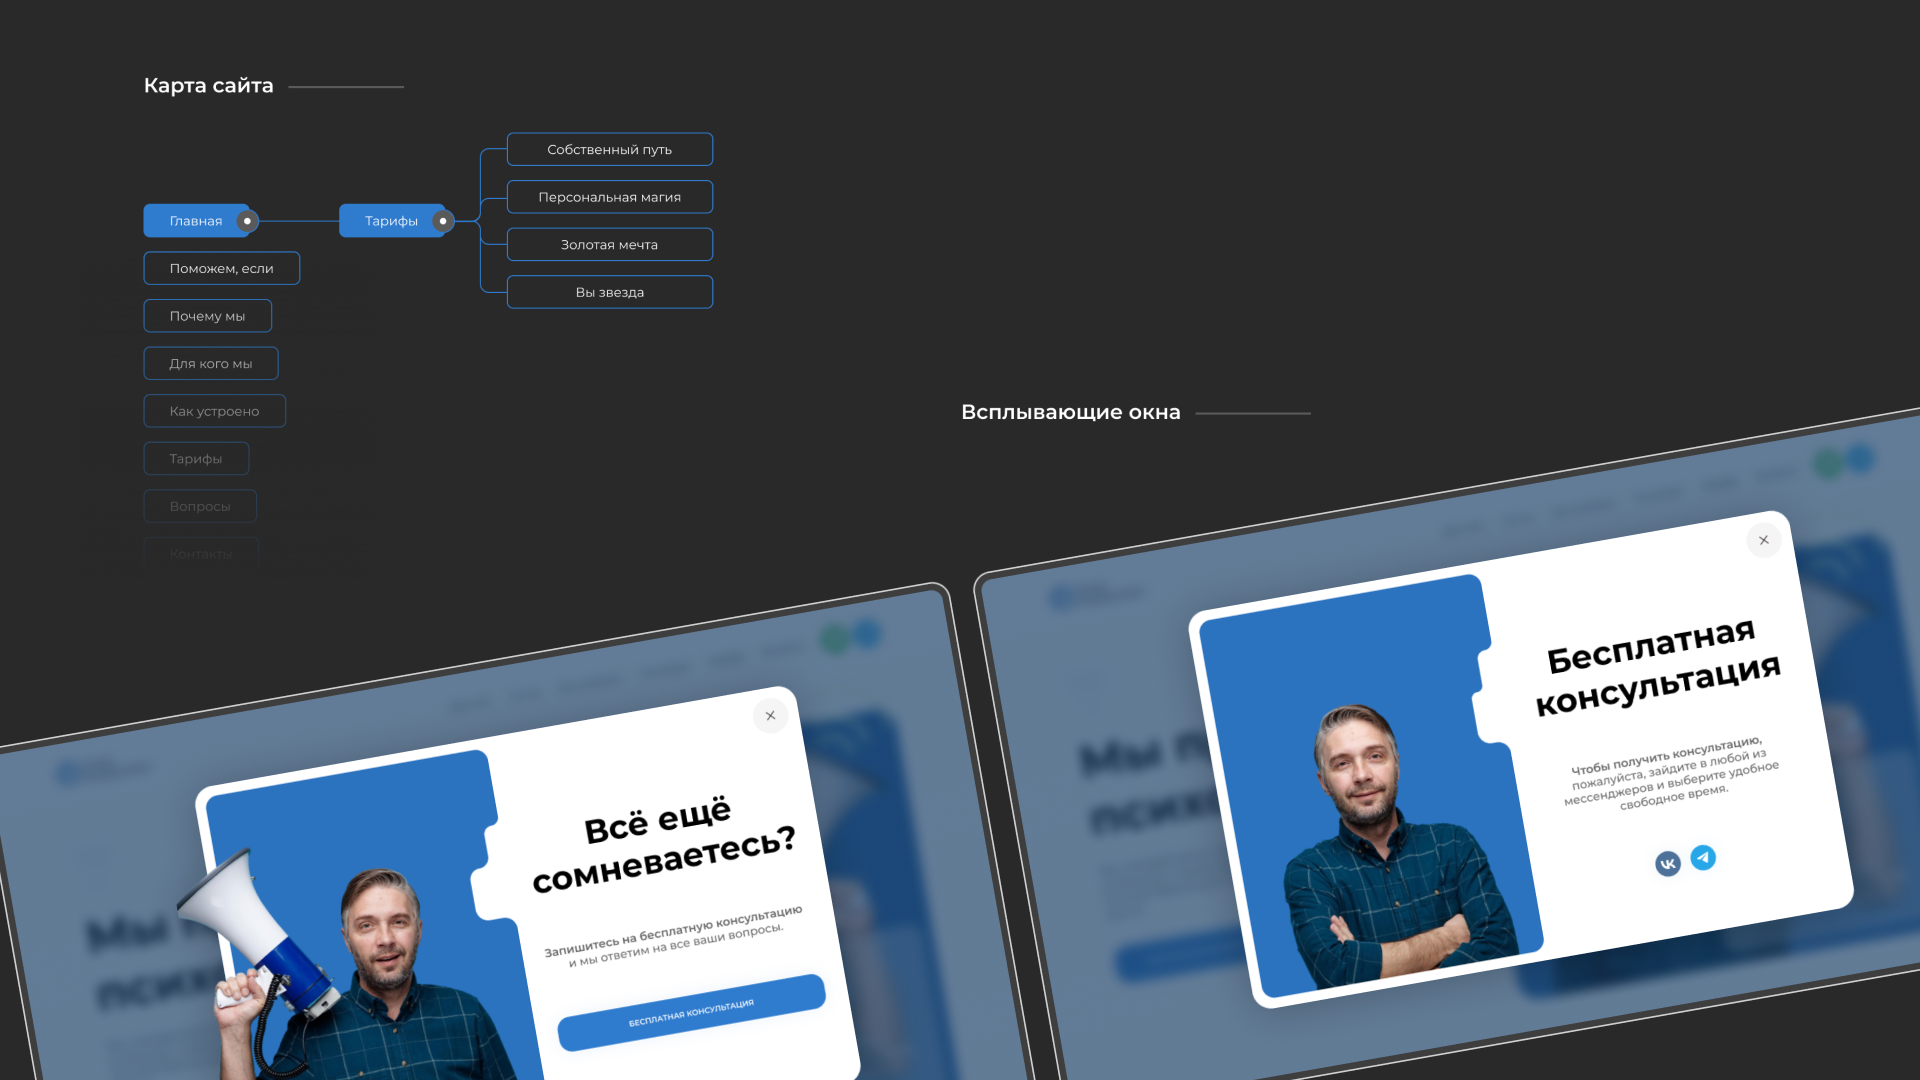 Карта сайта
Собственный путь
Персональная магия
Главная
Тарифы
Золотая мечта
Поможем, если
Вы звезда
Почему мы
Для кого мы
Как устроено
Тарифы
Вопросы
Контакты
Всплывающие окна
Всё ещё
сомневаетесь?
Запишитесь на бесплатную консультацию
и мы ответим на все ваши вопросы.
БЕСПЛАТНАЯ КОНСУЛЬТАЦИЯ
Мы
Бесплатная
консультация
Чтобы получить консультацию,
пожалуйста, зайдите в любой из
мессенджеров и выберите удобное
свободное время.
Мы